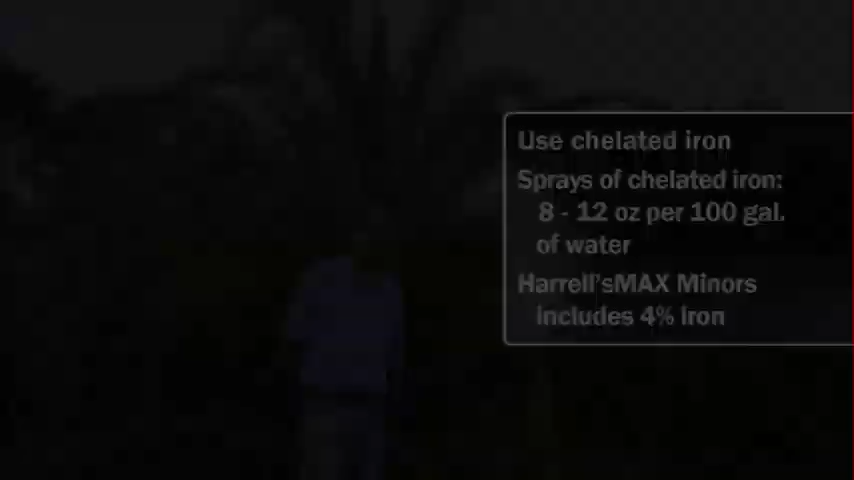 Use chelated iron
Sprays of chelated iron:
8 - 12 oz per 100 gal.
of water
Harrell'sMAX Minors
includes 4% Iron